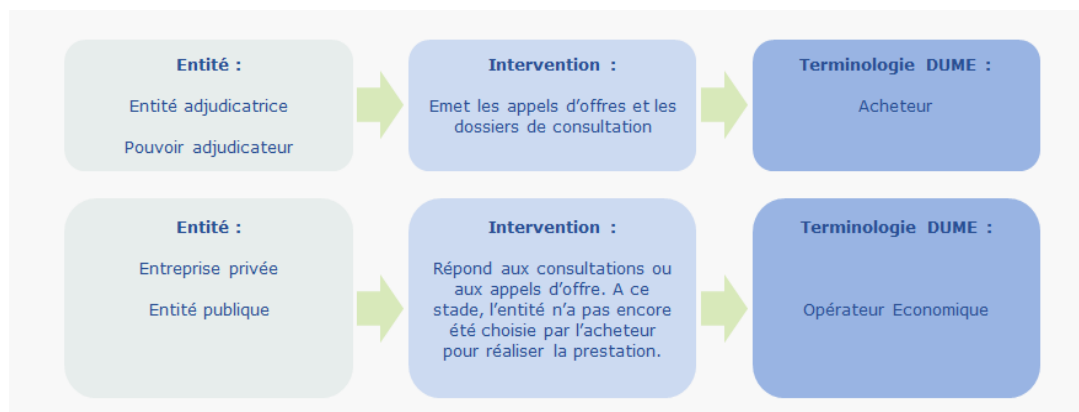 Entité :
Entité adjudicatrice
Pouvoir adjudicateur
Intervention :
Emet les appels d'offres et les
dossiers de consultation
Terminologie DUME :
Acheteur
Entité :
Entreprise privée
Entité publique
Intervention :
Répond aux consultations ou
aux appels d'offre. A ce
stade, l'entité n'a pas encore
été choisie par l'acheteur
pour réaliser la prestation.
Terminologie DUME :
Opérateur Economique